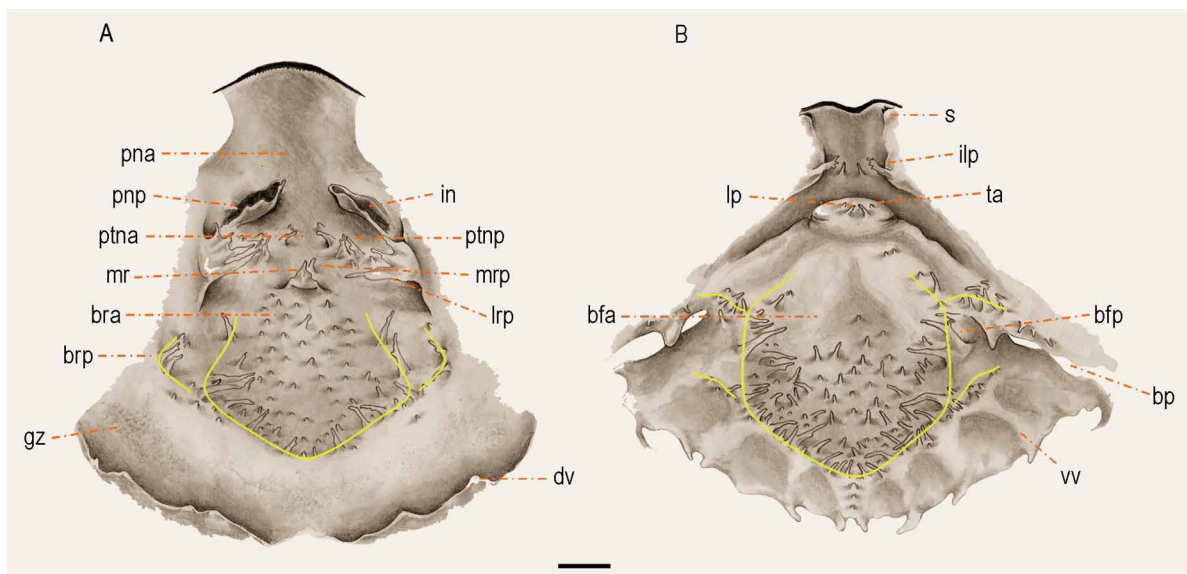 A
B
pna
pnp
ptna
mr
bra
brp
gz
in
ptnp
mrp
lrp
dv
s
ilp
lp
ta
bfa
bfp
bp
vv